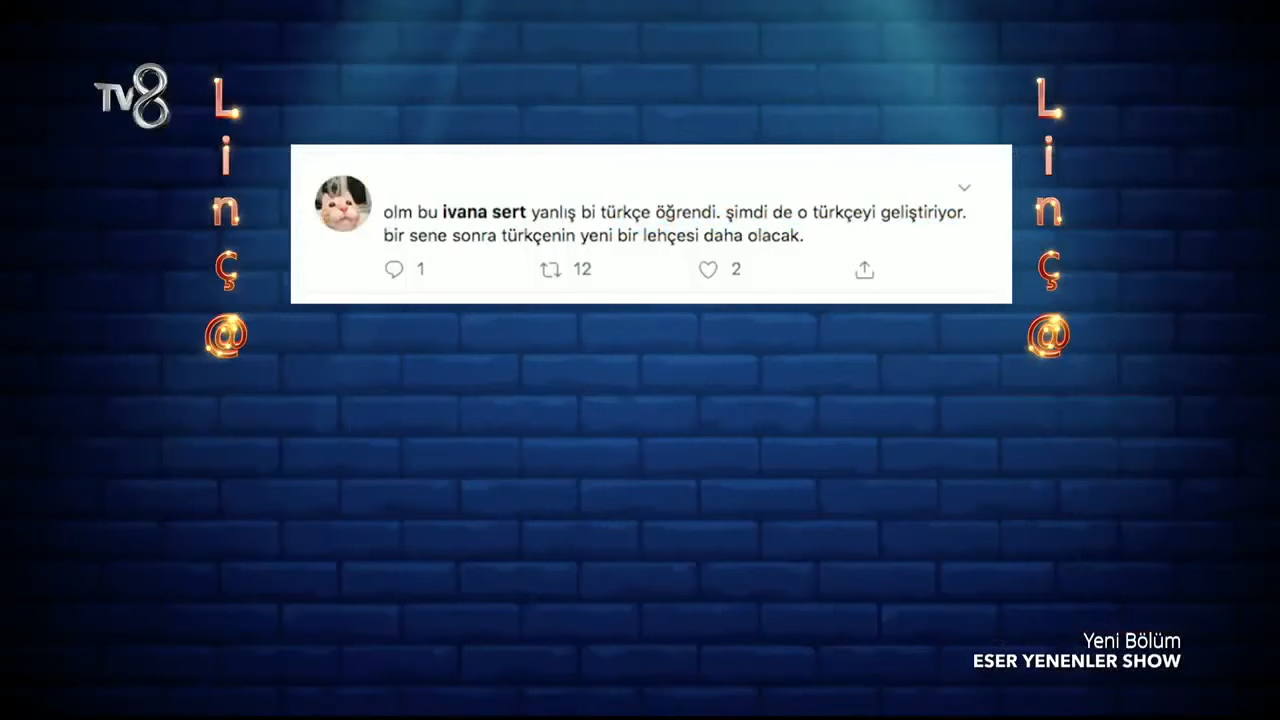 TV8
Linç@
Linç@
olm bu ivana sert yanlış bi türkçe öğrendi. şimdi de o türkçeyi geliştiriyor.
bir sene sonra türkçenin yeni bir lehçesi daha olacak.
1 12 2
Yeni Bölüm
ESER YENENLER SHOW